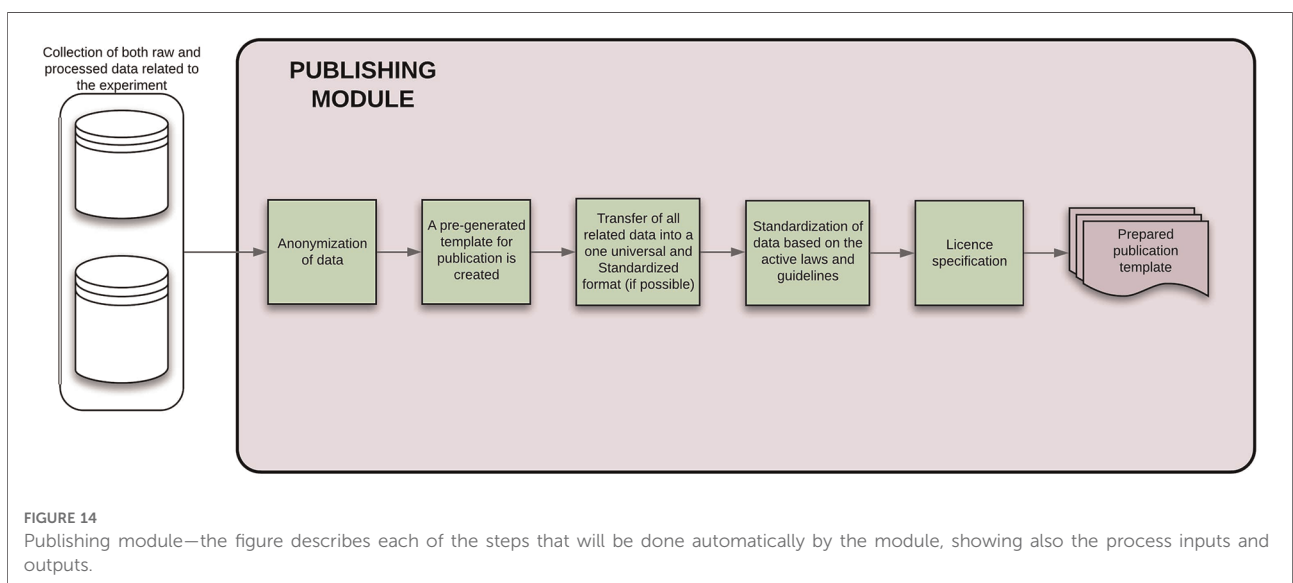 Collection of both raw and
processed data related to
the experiment
PUBLISHING
MODULE
Anonymization
of data
A pre-generated
template for
publication is
created
Transfer of all
related data into a
one universal and
Standardized
format (if possible)
Standardization of
data based on the
active laws and
guidelines
Licence
specification
Prepared
publication
template
FIGURE 14
Publishing module—the figure describes each of the steps that will be done automatically by the module, showing also the process inputs and
outputs.